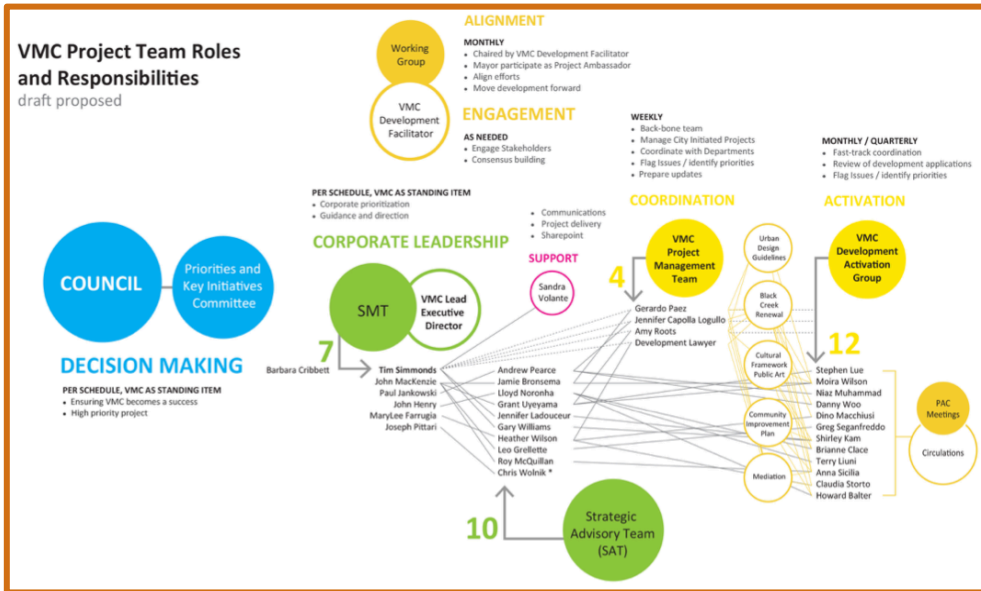 VMC Project Team Roles
and Responsibilities
draft proposed
Working
Group
VMC
Development
Facilitator
ALIGNMENT
MONTHLY
• Chaired by VMC Development Facilitator
• Mayor participate as Project Ambassador
• Align efforts
• Move development forward
ENGAGEMENT
AS NEEDED
• Engage Stakeholders
• Consensus building
WEEKLY
• Back-bone team
• Manage City Initiated Projects
• Coordinate with Departments
• Flag Issues / identify priorities
• Prepare updates
COORDINATION
MONTHLY / QUARTERLY
• Fast-track coordination
• Review of development applications
• Flag Issues / identify priorities
ACTIVATION
PER SCHEDULE, VMC AS STANDING ITEM
• Corporate prioritization
• Guidance and direction
CORPORATE LEADERSHIP
• Communications
• Project delivery
• Sharepoint
SUPPORT
Sandra
Volante
COUNCIL
Priorities and
Key Initiatives
Committee
DECISION MAKING
PER SCHEDULE, VMC AS STANDING ITEM
• Ensuring VMC becomes a success
• High priority project
SMT
VMC Lead
Executive
Director
7
Barbara Cribbett
Tim Simmonds
John MacKenzie
Paul Jankowski
John Henry
MaryLee Farrugia
Joseph Pittari
Andrew Pearce
Jamie Bronsema
Lloyd Noronha
Grant Uyeyama
Jennifer Ladouceur
Gary Williams
Heather Wilson
Leo Grellette
Roy McQuillan
Chris Wolnik *
10
Strategic
Advisory Team
(SAT)
VMC
Project
Management
Team
4
Gerardo Paez
Jennifer Capolla Logullo
Amy Roots
Development Lawyer
Urban
Design
Guidelines
Black
Creek
Renewal
Cultural
Framework
Public Art
Community
Improvement
Plan
Mediation
VMC
Development
Activation
Group
12
Stephen Lue
Moira Wilson
Niaz Muhammad
Danny Woo
Dino Macchiusi
Greg Seganfreddo
Shirley Kam
Brianne Clace
Terry Liuni
Anna Sicilia
Claudia Storto
Howard Balter
PAC
Meetings
Circulations